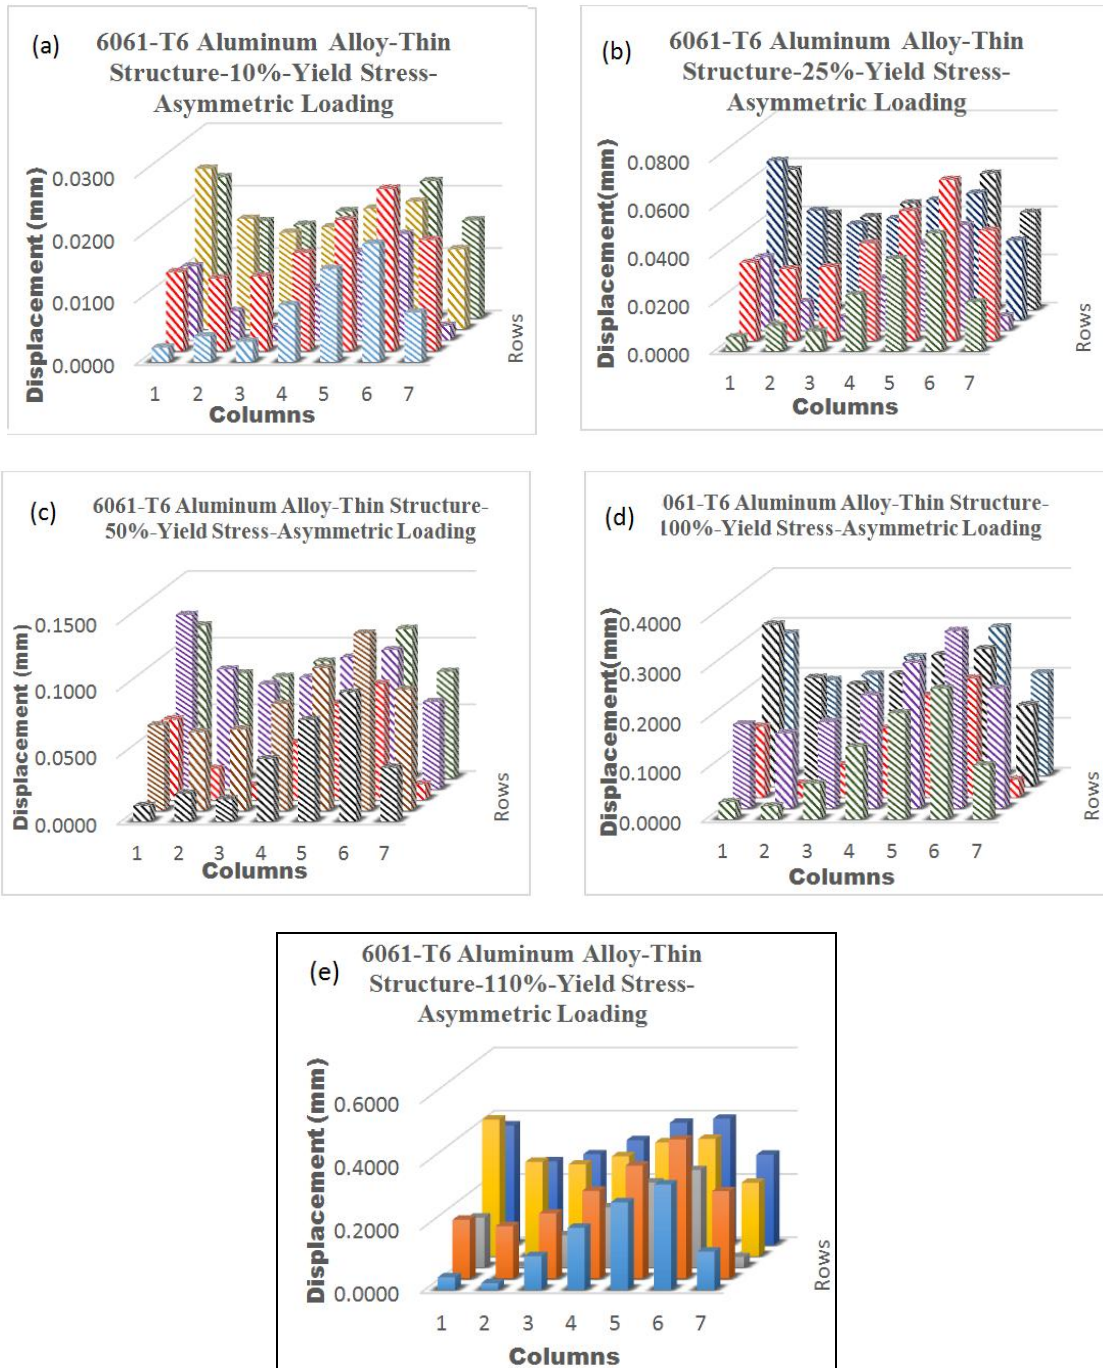 (a)
6061-T6 Aluminum Alloy-Thin
Structure-10%-Yield Stress-
Asymmetric Loading
Displacement (mm)
0.0300
0.0200
0.0100
0.0000
1 2 3 4 5 6 7
Columns
Rows
(b)
6061-T6 Aluminum Alloy-Thin
Structure-25%-Yield Stress-
Asymmetric Loading
Displacement(mm)
0.0800
0.0600
0.0400
0.0200
0.0000
1 2 3 4 5 6 7
Columns
Rows
(c)
6061-T6 Aluminum Alloy-Thin Structure-
50%-Yield Stress-Asymmetric Loading
Displacement (mm)
0.1500
0.1000
0.0500
0.0000
1 2 3 4 5 6 7
Columns
Rows
(d)
061-T6 Aluminum Alloy-Thin Structure-
100%-Yield Stress-Asymmetric Loading
Displacement(mm)
0.4000
0.3000
0.2000
0.1000
0.0000
1 2 3 4 5 6 7
Columns
Rows
(e)
6061-T6 Aluminum Alloy-Thin
Structure-110%-Yield Stress-
Asymmetric Loading
Displacement (mm)
0.6000
0.4000
0.2000
0.0000
1 2 3 4 5 6 7
Columns
Rows